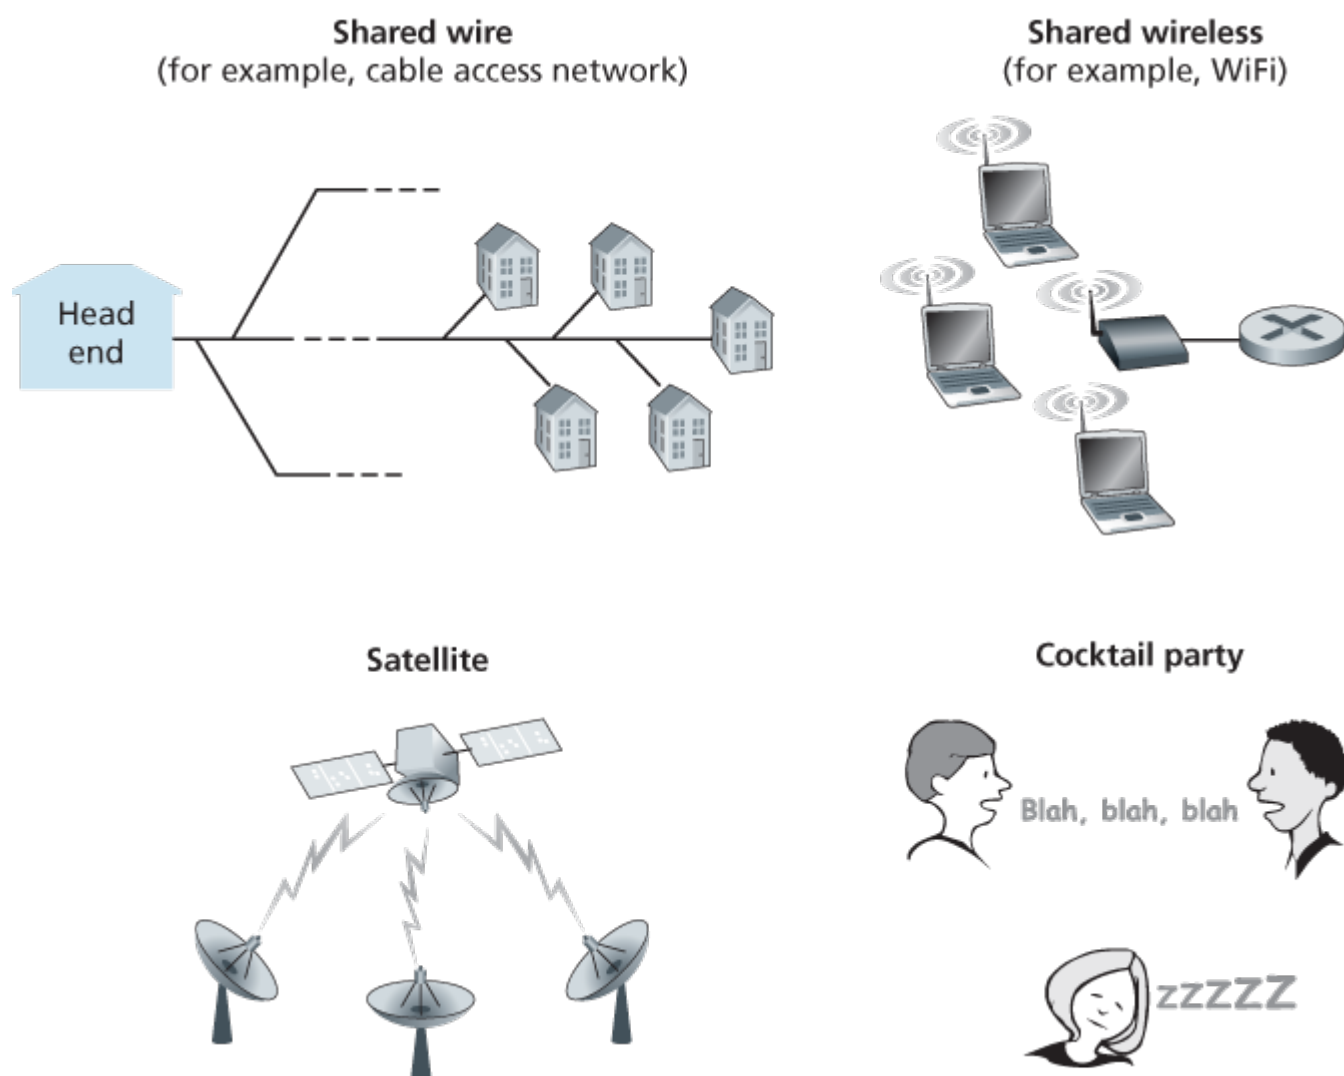 Shared wire
(for example, cable access network)
Shared wireless
(for example, WiFi)
Head
end
Satellite
Cocktail party
Blah, blah, blah
zzzzz